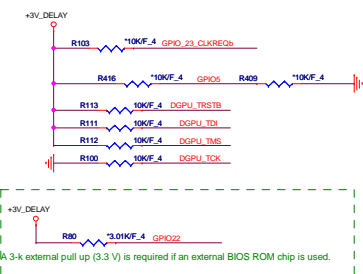 +3V_DELAY
R103 *10K/F_4 GPIO_23_CLKREQb
R416 *10K/F_4 GPIO5 R409 *10K/F_4
R113 10K/F_4 DGPU_TRSTB
R111 10K/F_4 DGPU_TDI
R112 10K/F_4 DGPU_TMS
R100 10K/F_4 DGPU_TCK
+3V_DELAY
R80 *3.01K/F_4 GPIO22
A 3-k external pull up (3.3 V) is required if an external BIOS ROM chip is used.